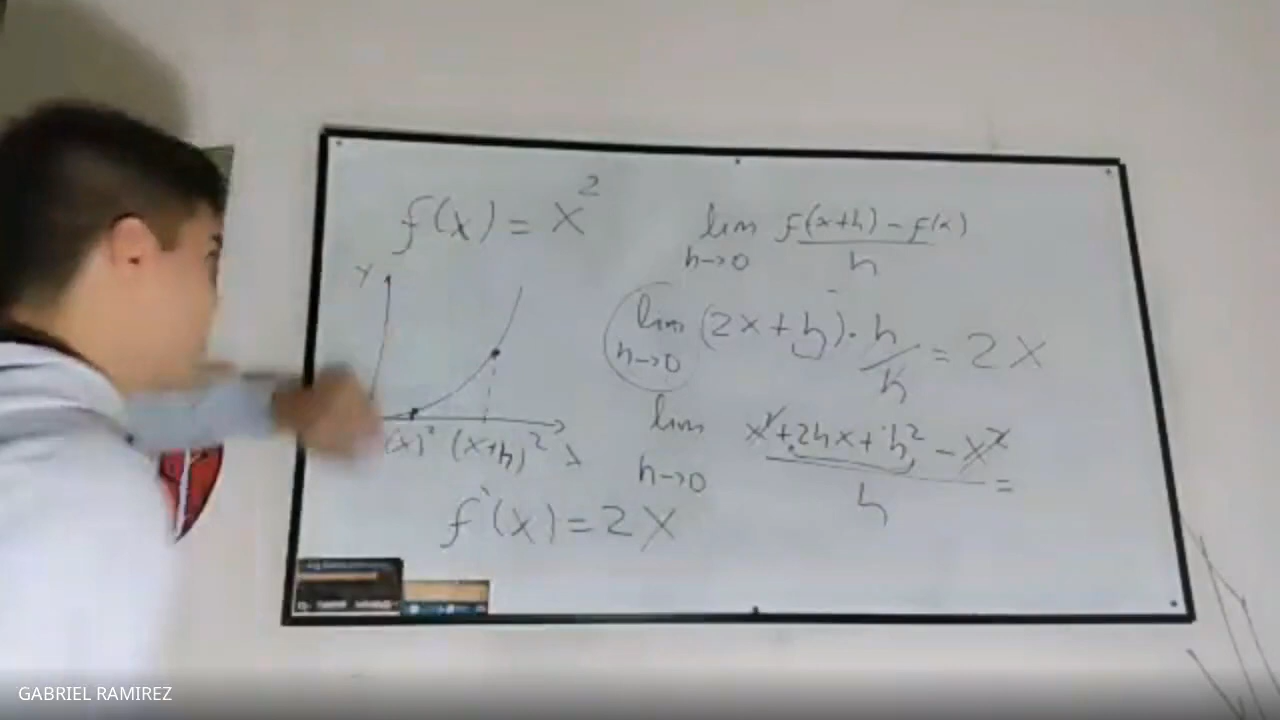 f(x) = x²
y
(x)² (x+h)² x
f'(x) = 2x
lim h→0 f(x+h) - f(x) / h
lim h→0 (2x+h) · h/h = 2x
lim h→0 x²+2hx+h² - x² / h =
GABRIEL RAMIREZ